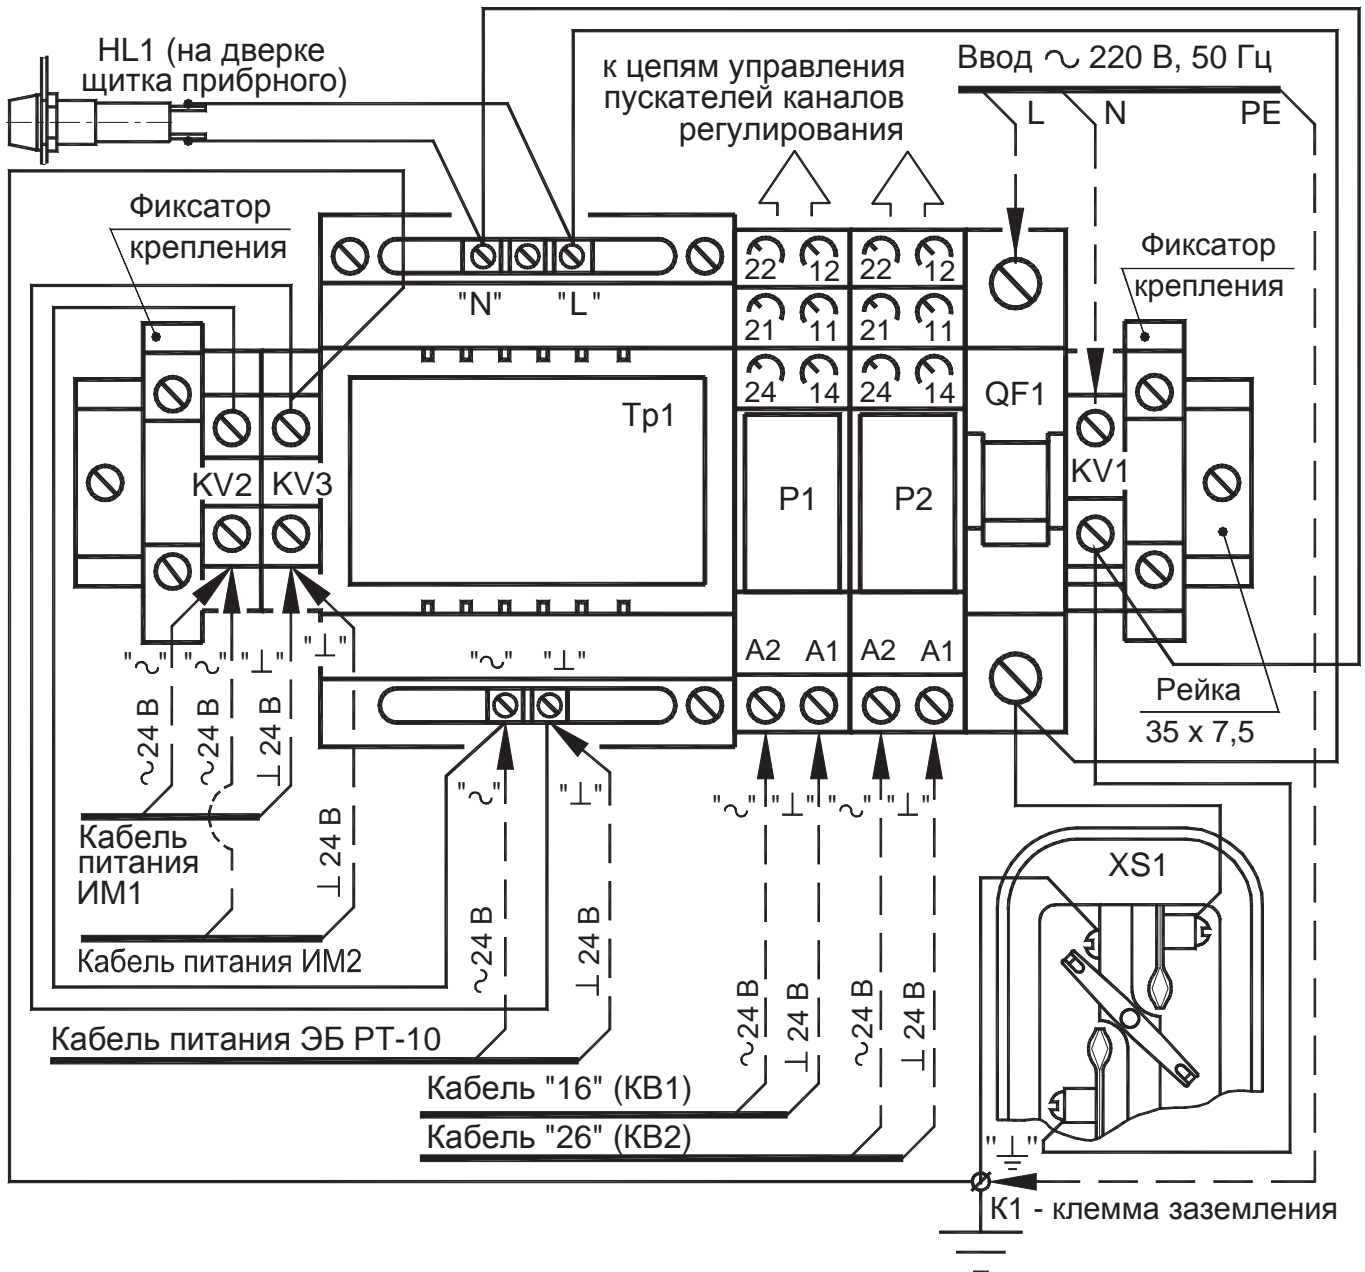 HL1 (на дверке
щитка прибрного)
к цепям управления
пускателей каналов
регулирования
Ввод ~ 220 В, 50 Гц
L
N
PE
Фиксатор
крепления
Фиксатор
крепления
"N"
"L"
22 12 22 12
21 11 21 11
24 14 24 14
Тр1
QF1
KV2
KV3
P1
P2
KV1
"~" "~" "⊥" "⊥"
"~" "⊥"
A2 A1 A2 A1
Рейка
35 x 7,5
~24 В
~24 В
⊥ 24 В
⊥ 24 В
"~" "⊥"
"~" "⊥" "~" "⊥"
Кабель
питания
ИМ1
XS1
Кабель питания ИМ2
~24 В
⊥ 24 В
~24 В
⊥ 24 В
~24 В
⊥ 24 В
Кабель питания ЭБ РТ-10
Кабель "16" (КВ1)
Кабель "26" (КВ2)
"⏚"
К1 - клемма заземления